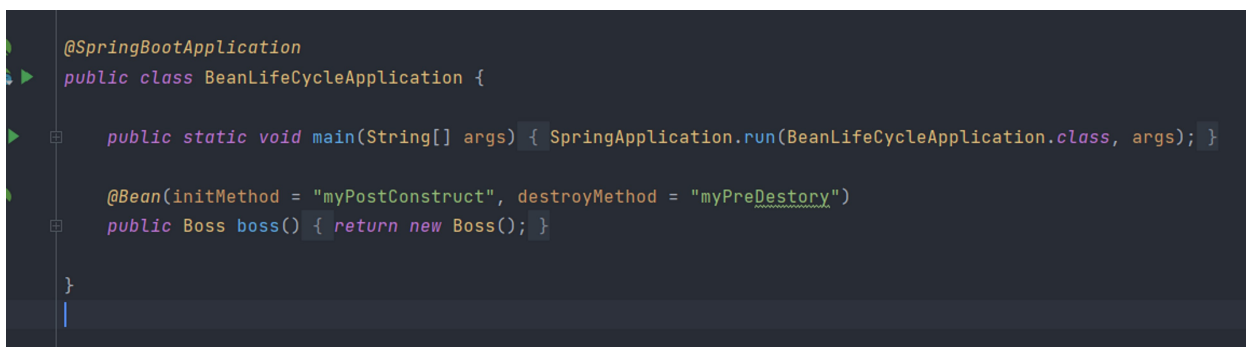 @SpringBootApplication
public class BeanLifeCycleApplication {
public static void main(String[] args) { SpringApplication.run(BeanLifeCycleApplication.class, args); }
@Bean(initMethod = "myPostConstruct", destroyMethod = "myPreDestory")
public Boss boss() { return new Boss(); }
}